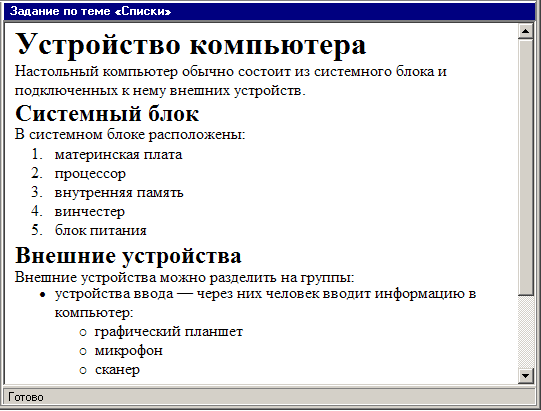 Задание по теме «Списки»
Устройство компьютера
Настольный компьютер обычно состоит из системного блока и
подключенных к нему внешних устройств.
Системный блок
В системном блоке расположены:
1. материнская плата
2. процессор
3. внутренняя память
4. винчестер
5. блок питания
Внешние устройства
Внешние устройства можно разделить на группы:
• устройства ввода — через них человек вводит информацию в
компьютер:
○ графический планшет
○ микрофон
○ сканер
Готово